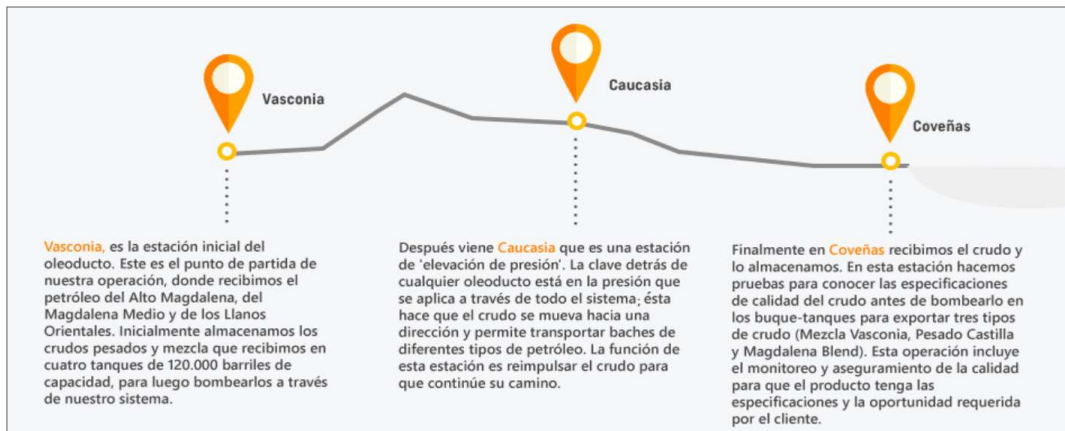 Vasconia
Caucasia
Coveñas
Vasconia, es la estación inicial del
oleoducto. Este es el punto de partida de
nuestra operación, donde recibimos el
petróleo del Alto Magdalena, del
Magdalena Medio y de los Llanos
Orientales. Inicialmente almacenamos los
crudos pesados y mezcla que recibimos en
cuatro tanques de 120.000 barriles de
capacidad, para luego bombearlos a través
de nuestro sistema.
Después viene Caucasia que es una estación
de 'elevación de presión'. La clave detrás de
cualquier oleoducto está en la presión que
se aplica a través de todo el sistema; ésta
hace que el crudo se mueva hacia una
dirección y permite transportar baches de
diferentes tipos de petróleo. La función de
esta estación es reimpulsar el crudo para
que continúe su camino.
Finalmente en Coveñas recibimos el crudo y
lo almacenamos. En esta estación hacemos
pruebas para conocer las especificaciones
de calidad del crudo antes de bombearlo en
los buque-tanques para exportar tres tipos
de crudo (Mezcla Vasconia, Pesado Castilla
y Magdalena Blend). Esta operación incluye
el monitoreo y aseguramiento de la calidad
para que el producto tenga las
especificaciones y la oportunidad requerida
por el cliente.